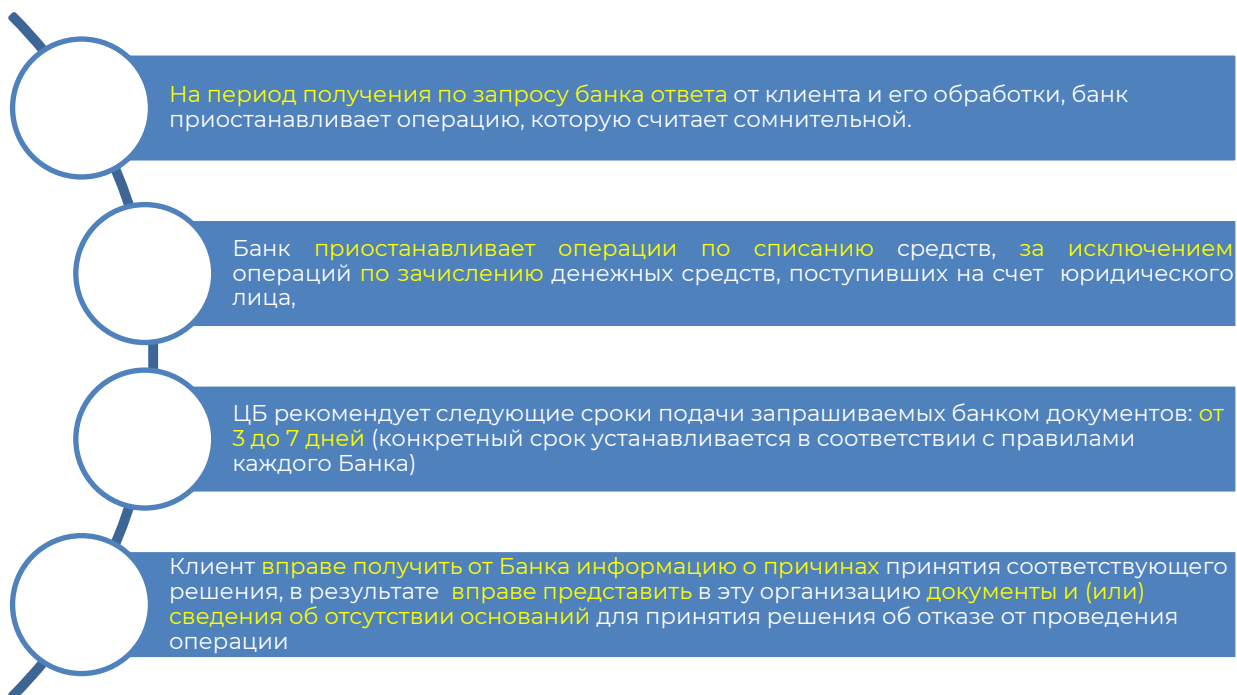 На период получения по запросу банка ответа от клиента и его обработки, банк
приостанавливает операцию, которую считает сомнительной.
Банк приостанавливает операции по списанию средств, за исключением
операций по зачислению денежных средств, поступивших на счет юридического
лица,
ЦБ рекомендует следующие сроки подачи запрашиваемых банком документов: от
3 до 7 дней (конкретный срок устанавливается в соответствии с правилами
каждого Банка)
Клиент вправе получить от Банка информацию о причинах принятия соответствующего
решения, в результате вправе представить в эту организацию документы и (или)
сведения об отсутствии оснований для принятия решения об отказе от проведения
операции